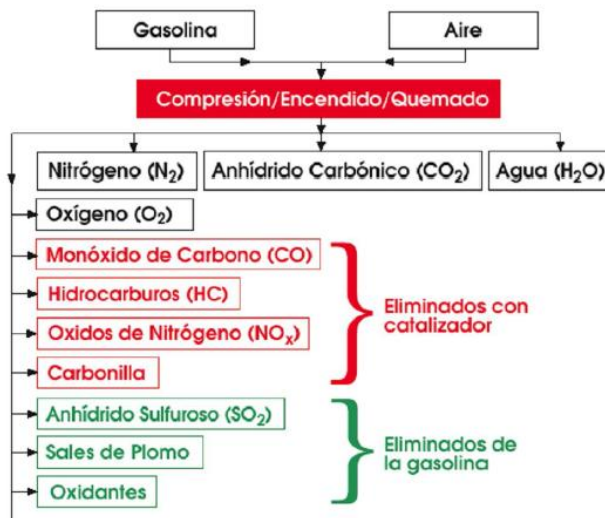 Gasolina
Aire
Compresión/Encendido/Quemado
Nitrógeno (N₂)
Anhídrido Carbónico (CO₂)
Agua (H₂O)
Oxígeno (O₂)
Monóxido de Carbono (CO)
Hidrocarburos (HC)
Oxidos de Nitrógeno (NOₓ)
Carbonilla
Eliminados con
catalizador
Anhídrido Sulfuroso (SO₂)
Sales de Plomo
Oxidantes
Eliminados de
la gasolina